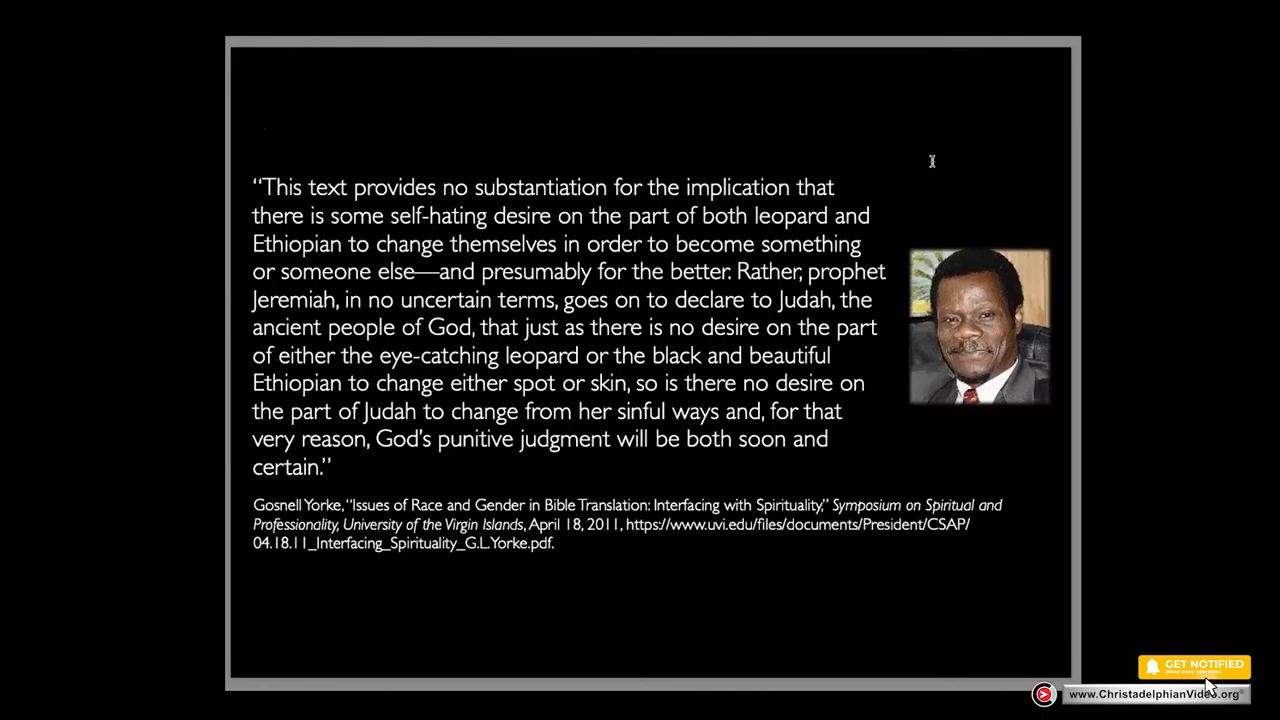 “This text provides no substantiation for the implication that
there is some self-hating desire on the part of both leopard and
Ethiopian to change themselves in order to become something
or someone else—and presumably for the better. Rather, prophet
Jeremiah, in no uncertain terms, goes on to declare to Judah, the
ancient people of God, that just as there is no desire on the part
of either the eye-catching leopard or the black and beautiful
Ethiopian to change either spot or skin, so is there no desire on
the part of Judah to change from her sinful ways and, for that
very reason, God’s punitive judgment will be both soon and
certain.”
Gosnell Yorke, “Issues of Race and Gender in Bible Translation: Interfacing with Spirituality,” Symposium on Spiritual and
Professionality, University of the Virgin Islands, April 18, 2011, https://www.uvi.edu/files/documents/President/CSAP/
04.18.11_Interfacing_Spirituality_G.L.Yorke.pdf.
GET NOTIFIED
about every new video
www.ChristadelphianVideo.org